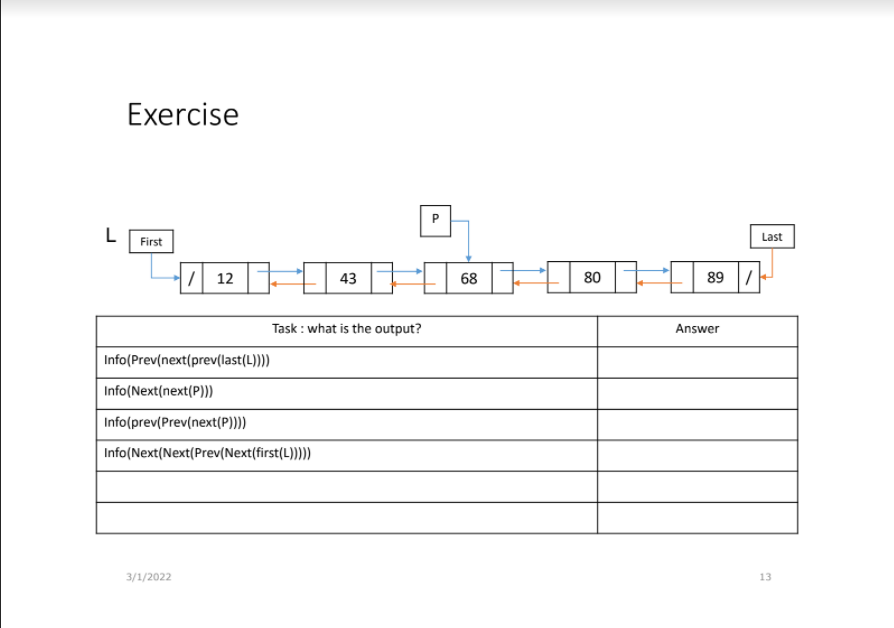 Exercise
P
L
First
Last
/ 12 43 68 80 89 /
Task : what is the output? Answer
Info(Prev(next(prev(last(L))))
Info(Next(next(P)))
Info(prev(Prev(next(P))))
Info(Next(Next(Prev(Next(first(L)))))
3/1/2022 13